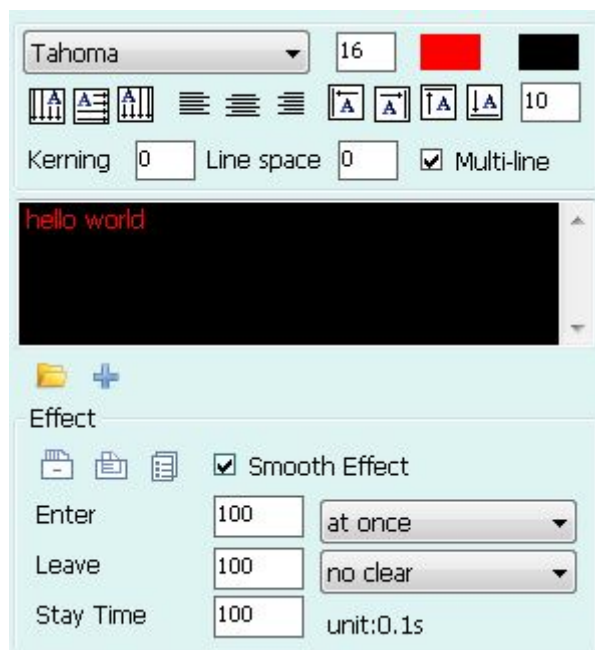 Tahoma 16
A A A A A A A 10
Kerning 0 Line space 0 Multi-line
hello world
Effect
Smooth Effect
Enter 100 at once
Leave 100 no clear
Stay Time 100 unit:0.1s